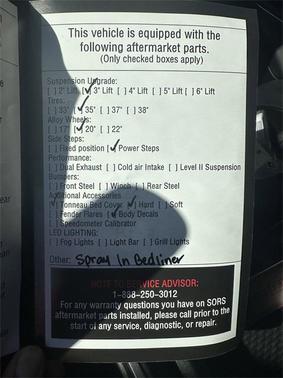 This vehicle is equipped with the
following aftermarket parts.
(Only checked boxes apply)
Suspension Upgrade:
[ ] 2" Lift [✓] 3" Lift [ ] 4" Lift [ ] 5" Lift [ ] 6" Lift
Tires:
[ ] 33" [✓] 35" [ ] 37" [ ] 38"
Alloy Wheels:
[ ] 17" [✓] 20" [ ] 22"
Side Steps:
[ ] Fixed position [✓] Power Steps
Performance:
[ ] Dual Exhaust [ ] Cold air Intake [ ] Level II Suspension
Bumpers:
[ ] Front Steel [ ] Winch [ ] Rear Steel
Additional Accessories
[✓] Tonneau Bed Cover [✓] Hard [ ] Soft
[ ] Fender Flares [✓] Body Decals
[ ] Speedometer Calibrator
LED LIGHTING:
[ ] Fog Lights [ ] Light Bar [ ] Grill Lights
Other: Spray In Bedliner
NOTE TO SERVICE ADVISOR:
1-888-250-3012
For any warranty questions you have on SORS
aftermarket parts installed, please call prior to the
start of any service, diagnostic, or repair.